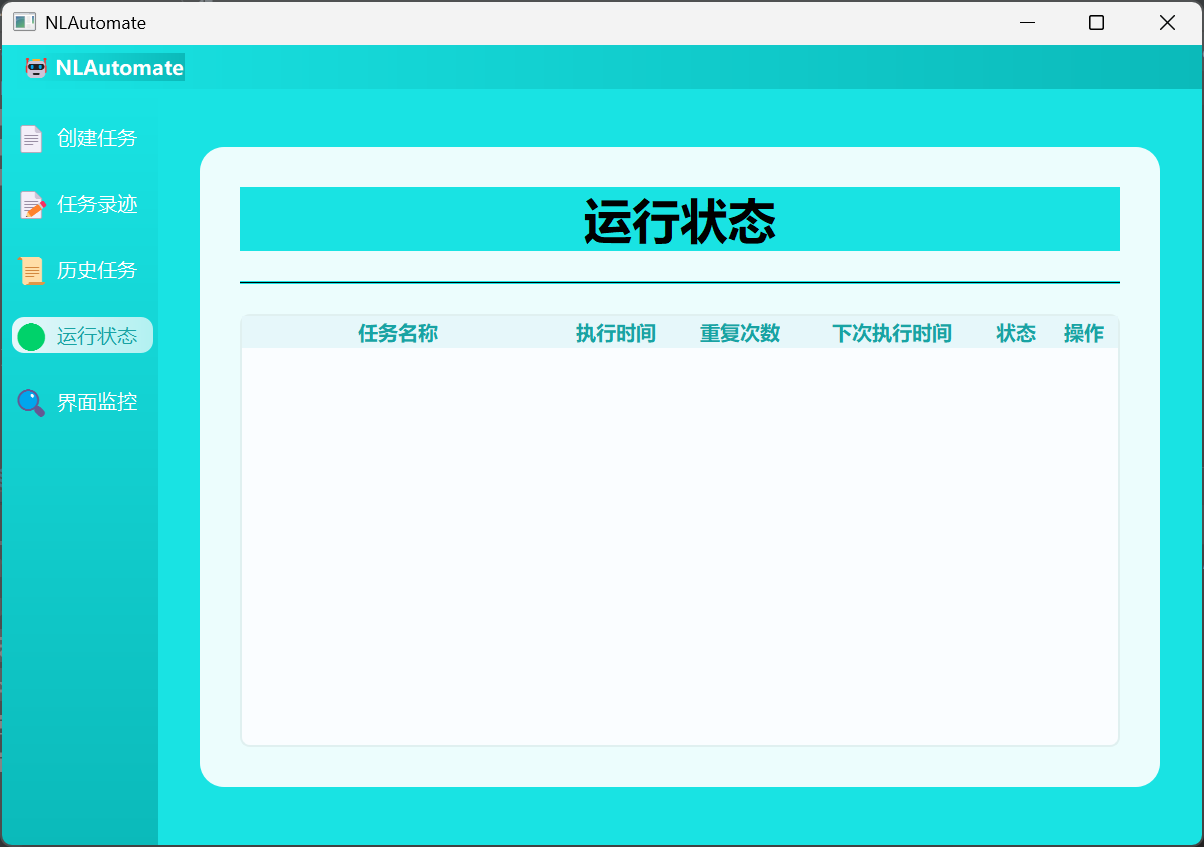 NLAutomate
NLAutomate
创建任务
任务录迹
历史任务
运行状态
界面监控
运行状态
任务名称 执行时间 重复次数 下次执行时间 状态 操作